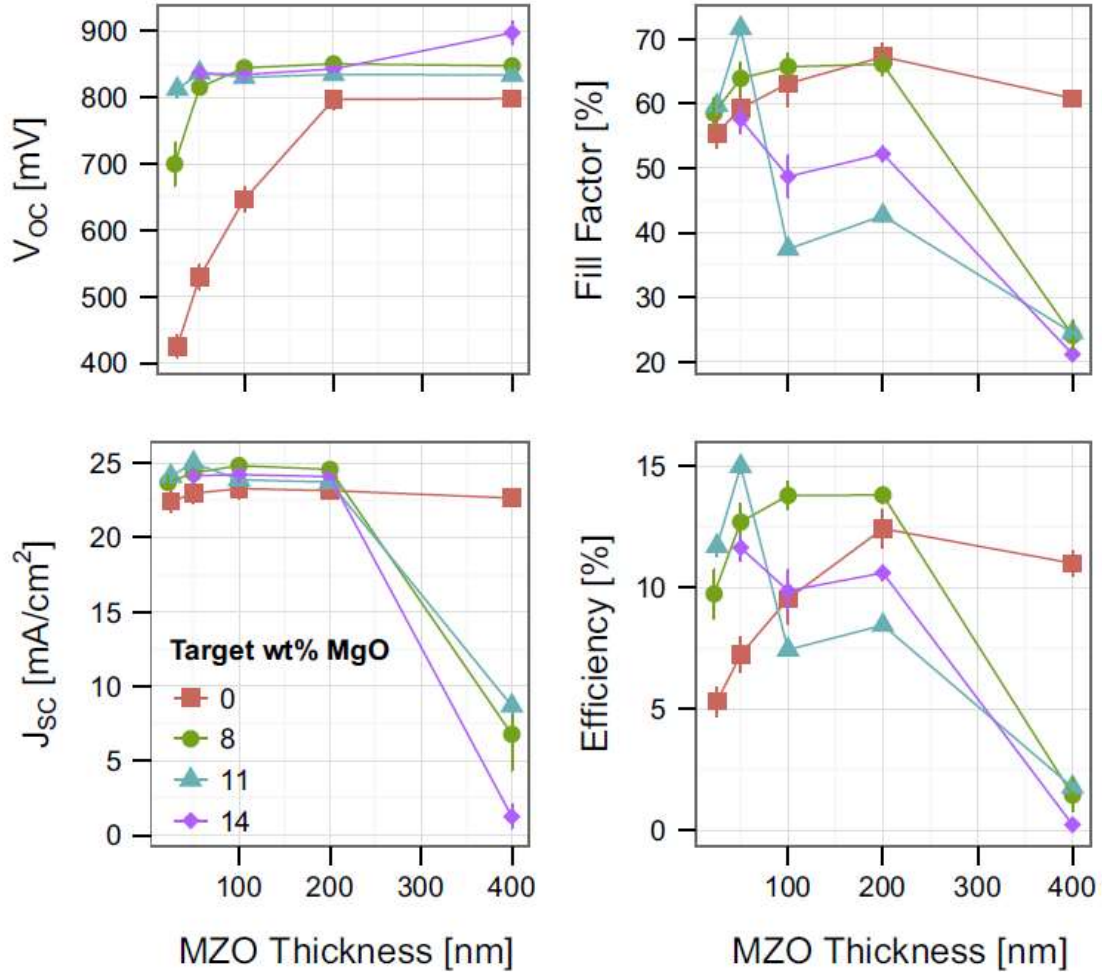 900
800
700
600
500
400
V_OC [mV]
70
60
50
40
30
20
Fill Factor [%]
25
20
15
10
5
0
J_SC [mA/cm²]
Target wt% MgO
0
8
11
14
100 200 300 400
MZO Thickness [nm]
15
10
5
0
Efficiency [%]
100 200 300 400
MZO Thickness [nm]